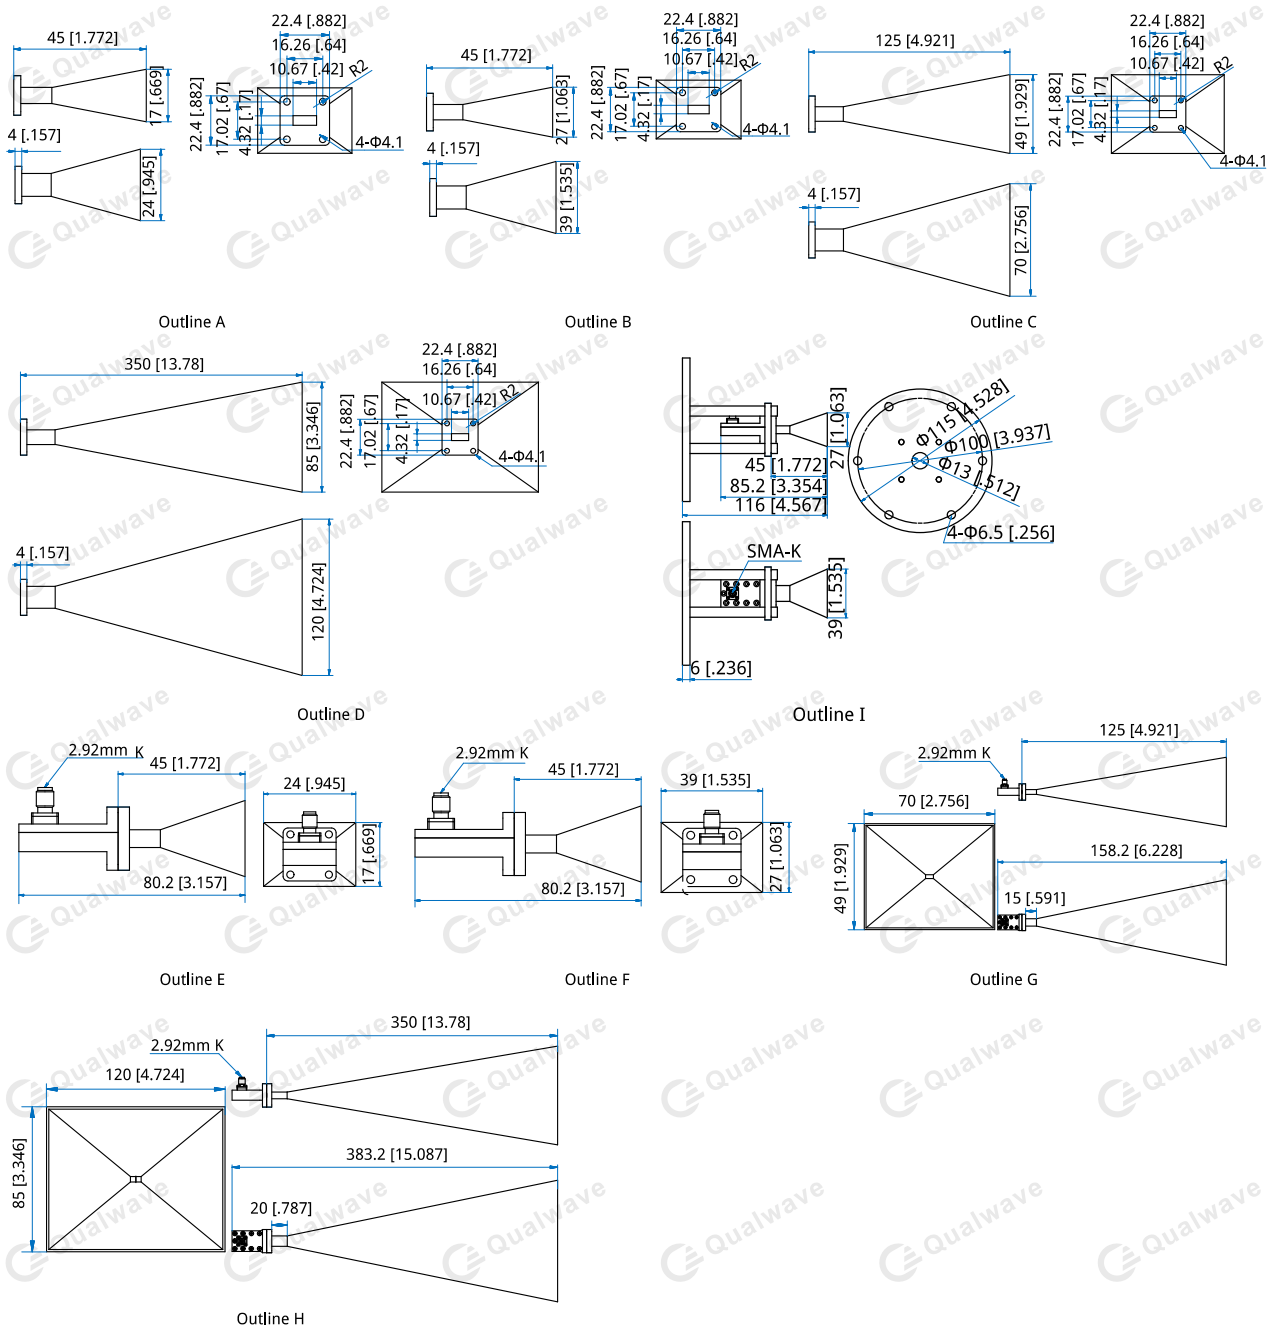 45 [1.772]
17 [.669]
4 [.157]
24 [.945]
22.4 [.882]
16.26 [.64]
10.67 [.42]
R2
22.4 [.882]
17.02 [.67]
4.32 [.17]
4-Φ4.1
Outline A
45 [1.772]
27 [1.063]
4 [.157]
39 [1.535]
22.4 [.882]
16.26 [.64]
10.67 [.42]
R2
22.4 [.882]
17.02 [.67]
4.32 [.17]
4-Φ4.1
Outline B
125 [4.921]
49 [1.929]
4 [.157]
70 [2.756]
22.4 [.882]
16.26 [.64]
10.67 [.42]
R2
22.4 [.882]
17.02 [.67]
4.32 [.17]
4-Φ4.1
Outline C
350 [13.78]
85 [3.346]
4 [.157]
120 [4.724]
22.4 [.882]
16.26 [.64]
10.67 [.42]
R2
22.4 [.882]
17.02 [.67]
4.32 [.17]
4-Φ4.1
Outline D
27 [1.063]
45 [1.772]
85.2 [3.354]
116 [4.567]
Φ115 [4.528]
Φ100 [3.937]
Φ13 [.512]
4-Φ6.5 [.256]
SMA-K
39 [1.535]
6 [.236]
Outline I
2.92mm K
45 [1.772]
80.2 [3.157]
24 [.945]
17 [.669]
Outline E
2.92mm K
45 [1.772]
80.2 [3.157]
39 [1.535]
27 [1.063]
Outline F
125 [4.921]
2.92mm K
70 [2.756]
49 [1.929]
158.2 [6.228]
15 [.591]
Outline G
350 [13.78]
2.92mm K
120 [4.724]
85 [3.346]
383.2 [15.087]
20 [.787]
Outline H
Qualwave